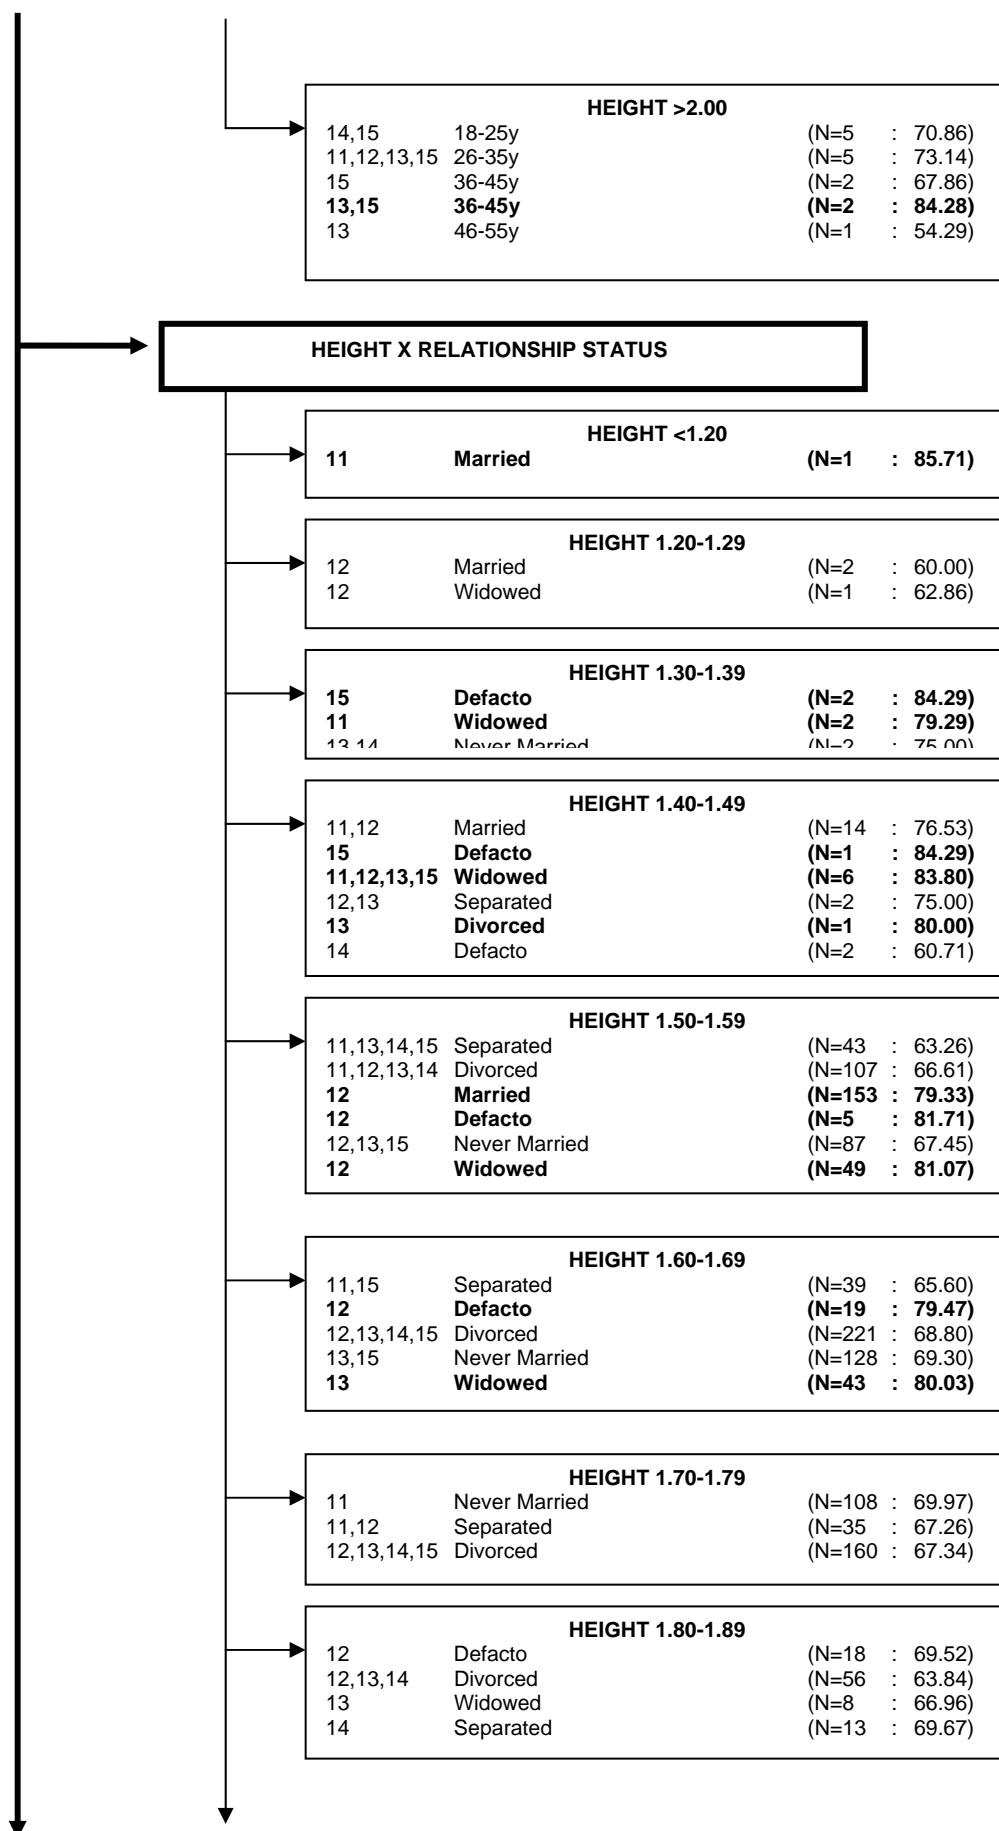 HEIGHT >2.00
14,15 18-25y (N=5 : 70.86)
11,12,13,15 26-35y (N=5 : 73.14)
15 36-45y (N=2 : 67.86)
13,15 36-45y (N=2 : 84.28)
13 46-55y (N=1 : 54.29)
HEIGHT X RELATIONSHIP STATUS
HEIGHT <1.20
11 Married (N=1 : 85.71)
HEIGHT 1.20-1.29
12 Married (N=2 : 60.00)
12 Widowed (N=1 : 62.86)
HEIGHT 1.30-1.39
15 Defacto (N=2 : 84.29)
11 Widowed (N=2 : 79.29)
13,14 Never Married (N=2 : 75.00)
HEIGHT 1.40-1.49
11,12 Married (N=14 : 76.53)
15 Defacto (N=1 : 84.29)
11,12,13,15 Widowed (N=6 : 83.80)
12,13 Separated (N=2 : 75.00)
13 Divorced (N=1 : 80.00)
14 Defacto (N=2 : 60.71)
HEIGHT 1.50-1.59
11,13,14,15 Separated (N=43 : 63.26)
11,12,13,14 Divorced (N=107 : 66.61)
12 Married (N=153 : 79.33)
12 Defacto (N=5 : 81.71)
12,13,15 Never Married (N=87 : 67.45)
12 Widowed (N=49 : 81.07)
HEIGHT 1.60-1.69
11,15 Separated (N=39 : 65.60)
12 Defacto (N=19 : 79.47)
12,13,14,15 Divorced (N=221 : 68.80)
13,15 Never Married (N=128 : 69.30)
13 Widowed (N=43 : 80.03)
HEIGHT 1.70-1.79
11 Never Married (N=108 : 69.97)
11,12 Separated (N=35 : 67.26)
12,13,14,15 Divorced (N=160 : 67.34)
HEIGHT 1.80-1.89
12 Defacto (N=18 : 69.52)
12,13,14 Divorced (N=56 : 63.84)
13 Widowed (N=8 : 66.96)
14 Separated (N=13 : 69.67)